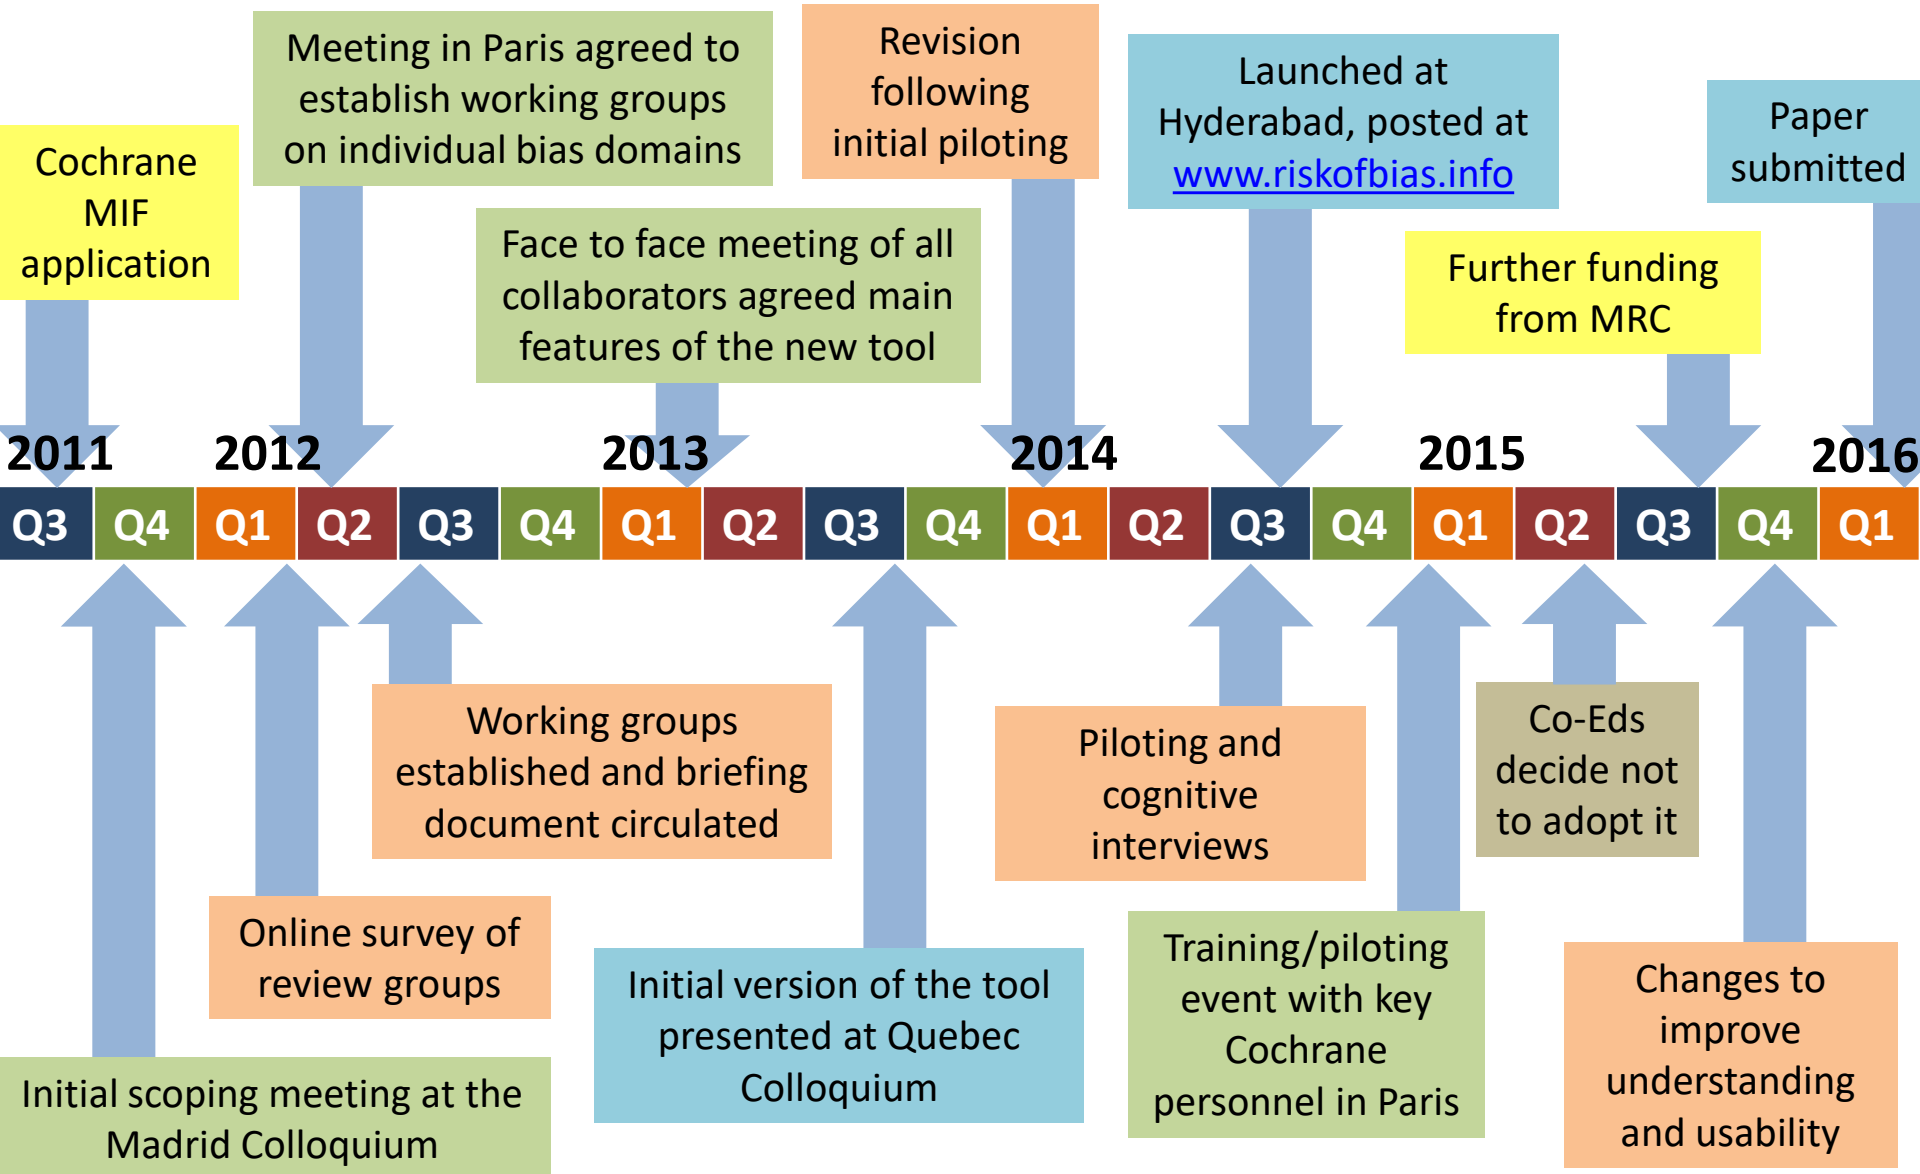 Meeting in Paris agreed to
establish working groups
on individual bias domains
Revision
following
initial piloting
Launched at
Hyderabad, posted at
www.riskofbias.info
Paper
submitted
Cochrane
MIF
application
Face to face meeting of all
collaborators agreed main
features of the new tool
Further funding
from MRC
2011 2012 2013 2014 2015 2016
Q3 Q4 Q1 Q2 Q3 Q4 Q1 Q2 Q3 Q4 Q1 Q2 Q3 Q4 Q1 Q2 Q3 Q4 Q1
Working groups
established and briefing
document circulated
Piloting and
cognitive
interviews
Co-Eds
decide not
to adopt it
Online survey of
review groups
Initial version of the tool
presented at Quebec
Colloquium
Training/piloting
event with key
Cochrane
personnel in Paris
Changes to
improve
understanding
and usability
Initial scoping meeting at the
Madrid Colloquium